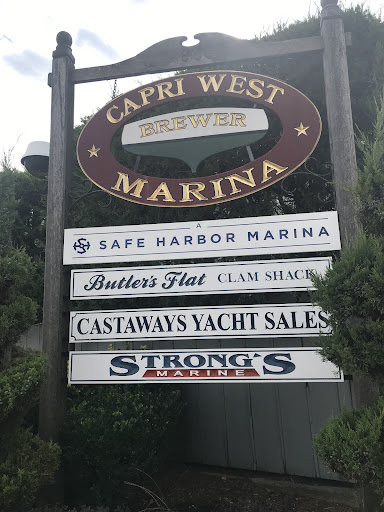 CAPRI WEST
BREWER
MARINA
A
SAFE HARBOR MARINA
Butler's Flat CLAM SHACK
CASTAWAYS YACHT SALES
STRONG'S
MARINE